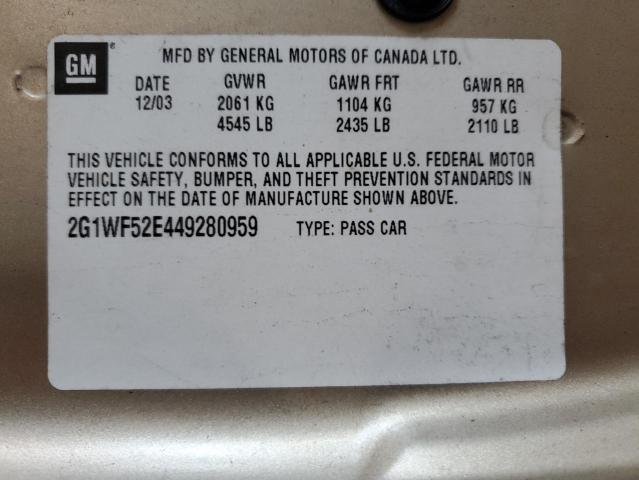 GM
MFD BY GENERAL MOTORS OF CANADA LTD.
DATE GVWR GAWR FRT GAWR RR
12/03 2061 KG 1104 KG 957 KG
4545 LB 2435 LB 2110 LB
THIS VEHICLE CONFORMS TO ALL APPLICABLE U.S. FEDERAL MOTOR
VEHICLE SAFETY, BUMPER, AND THEFT PREVENTION STANDARDS IN
EFFECT ON THE DATE OF MANUFACTURE SHOWN ABOVE.
2G1WF52E449280959 TYPE: PASS CAR